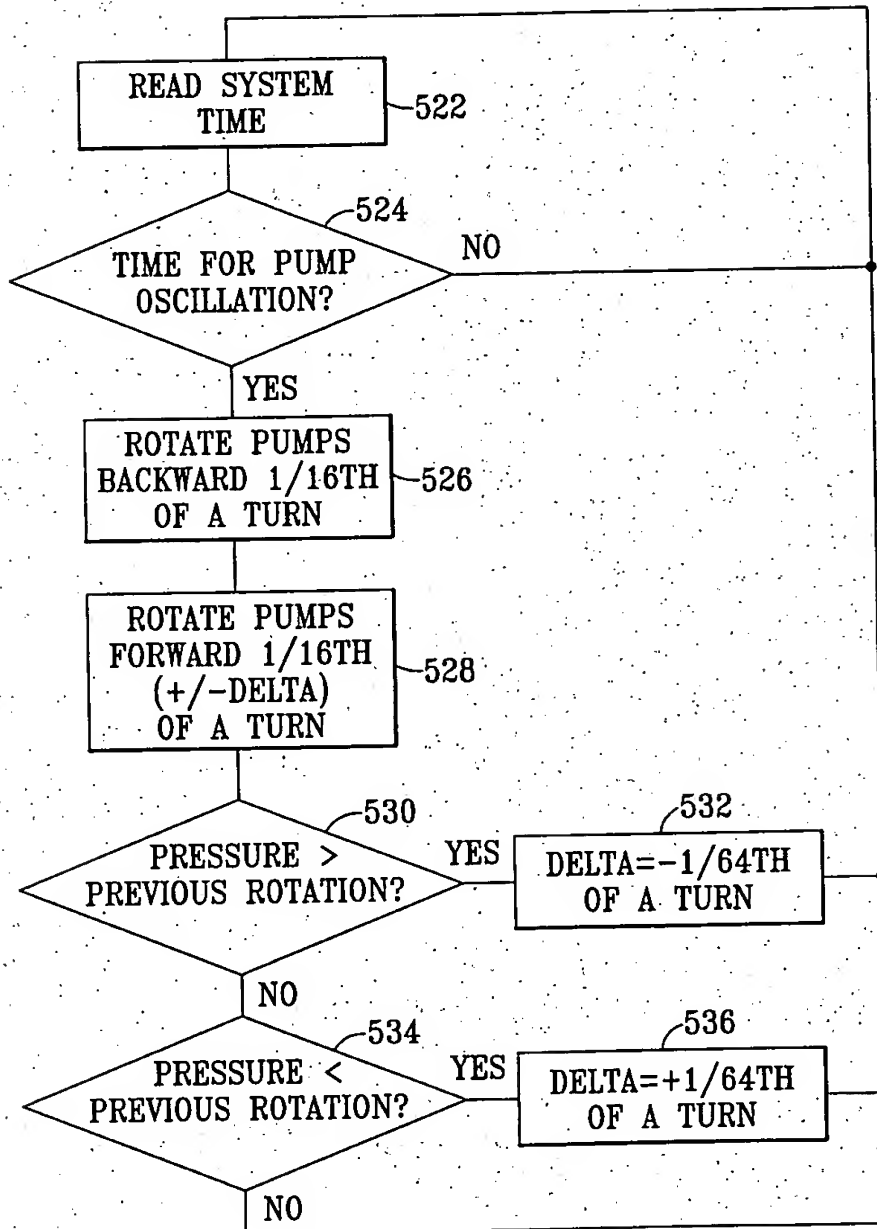 READ SYSTEM
TIME
522
524
TIME FOR PUMP
OSCILLATION?
NO
YES
ROTATE PUMPS
BACKWARD 1/16TH
OF A TURN
526
ROTATE PUMPS
FORWARD 1/16TH
(+/-DELTA)
OF A TURN
528
530
PRESSURE >
PREVIOUS ROTATION?
YES
532
DELTA=-1/64TH
OF A TURN
NO
534
PRESSURE <
PREVIOUS ROTATION?
YES
536
DELTA=+1/64TH
OF A TURN
NO